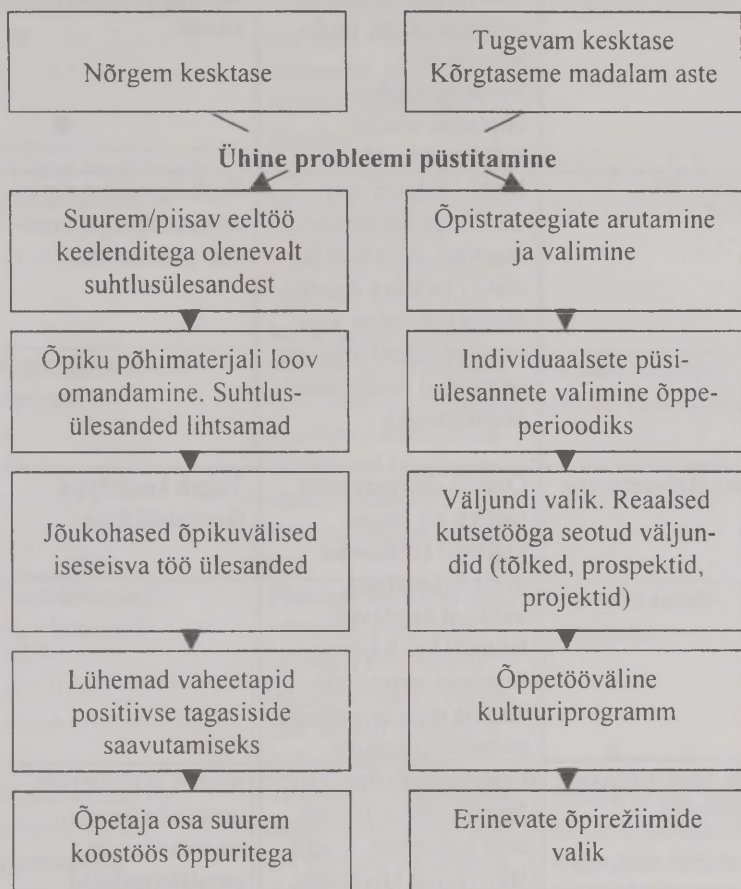 Nõrgem kesktase
Tugevam kesktase
Kõrgtaseme madalam aste
Ühine probleemi püstitamine
Suurem/piisav eeltöö
keelenditega olenevalt
suhtlusülesandest
Õpistrateegiate arutamine
ja valimine
Õpiku põhimaterjali loov
omandamine. Suhtlus-
ülesanded lihtsamad
Individuaalsete püsi-
ülesannete valimine õppe-
perioodiks
Jõukohased õpikuvälised
iseseisva töö ülesanded
Väljundi valik. Reaalsed
kutsetööga seotud väljun-
did (tõlked, prospektid,
projektid)
Lühemad vaheetapid
positiivse tagasiside
saavutamiseks
Õppetööväline
kultuuriprogramm
Õpetaja osa suurem
koostöös õppuritega
Erinevate õpirežiimide
valik